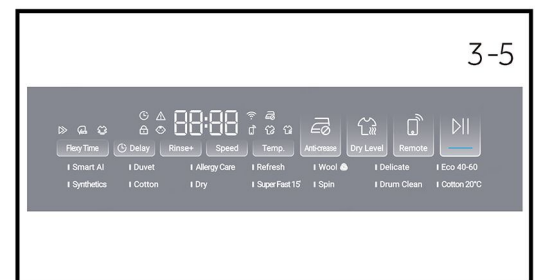 3-5
88:88
Flexy Time Delay Rinse+ Speed Temp. Anti-crease Dry Level Remote
Smart AI Duvet Allergy Care Refresh Wool Delicate Eco 40-60
Synthetics Cotton Dry Super Fast 15' Spin Drum Clean Cotton 20°C